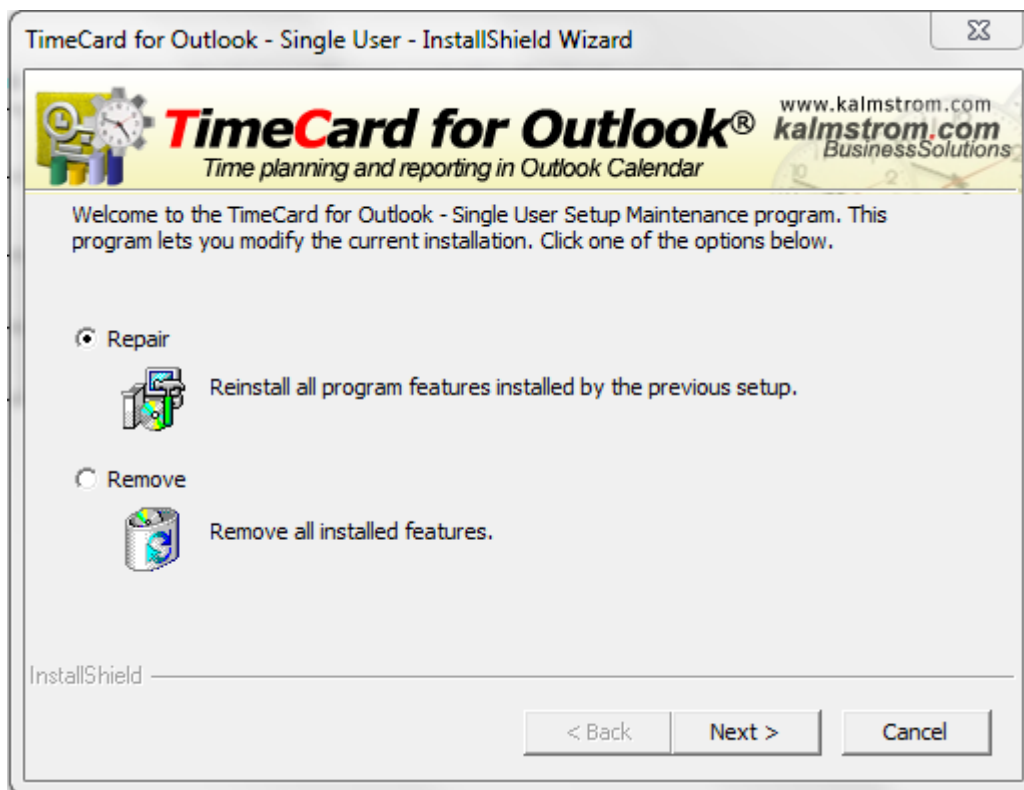 TimeCard for Outlook - Single User - InstallShield Wizard
www.kalmstrom.com
TimeCard for Outlook®
kalmstrom.com
BusinessSolutions
Time planning and reporting in Outlook Calendar
Welcome to the TimeCard for Outlook - Single User Setup Maintenance program. This
program lets you modify the current installation. Click one of the options below.
Repair
Reinstall all program features installed by the previous setup.
Remove
Remove all installed features.
InstallShield
< Back
Next >
Cancel